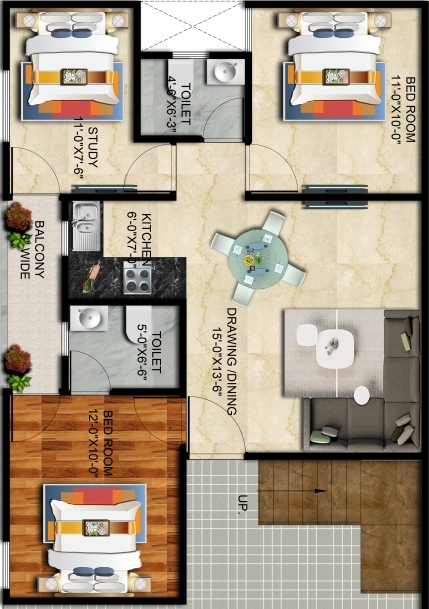 TOILET
4'-6"X6'-3"
BED ROOM
11'-0"X10'-0"
STUDY
11'-0"X7'-6"
KITCHEN
6'-0"X7'-0"
BALCONY
WIDE
TOILET
5'-0"X6'-6"
DRAWING /DINING
15'-0"X13'-6"
BED ROOM
12'-0"X10'-0"
UP.